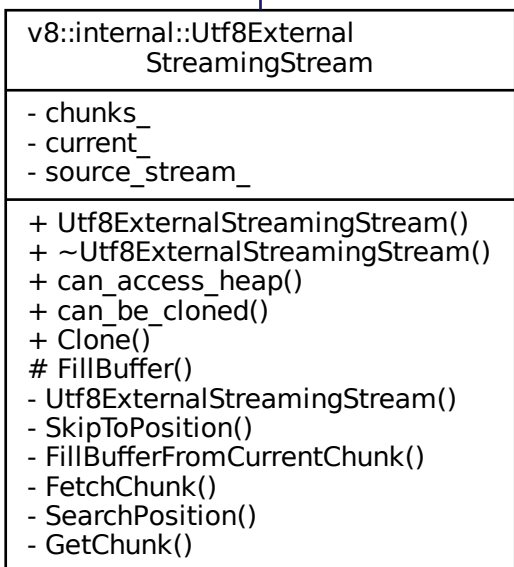 v8::internal::Utf8External
StreamingStream
- chunks_
- current_
- source_stream_
+ Utf8ExternalStreamingStream()
+ ~Utf8ExternalStreamingStream()
+ can_access_heap()
+ can_be_cloned()
+ Clone()
# FillBuffer()
- Utf8ExternalStreamingStream()
- SkipToPosition()
- FillBufferFromCurrentChunk()
- FetchChunk()
- SearchPosition()
- GetChunk()